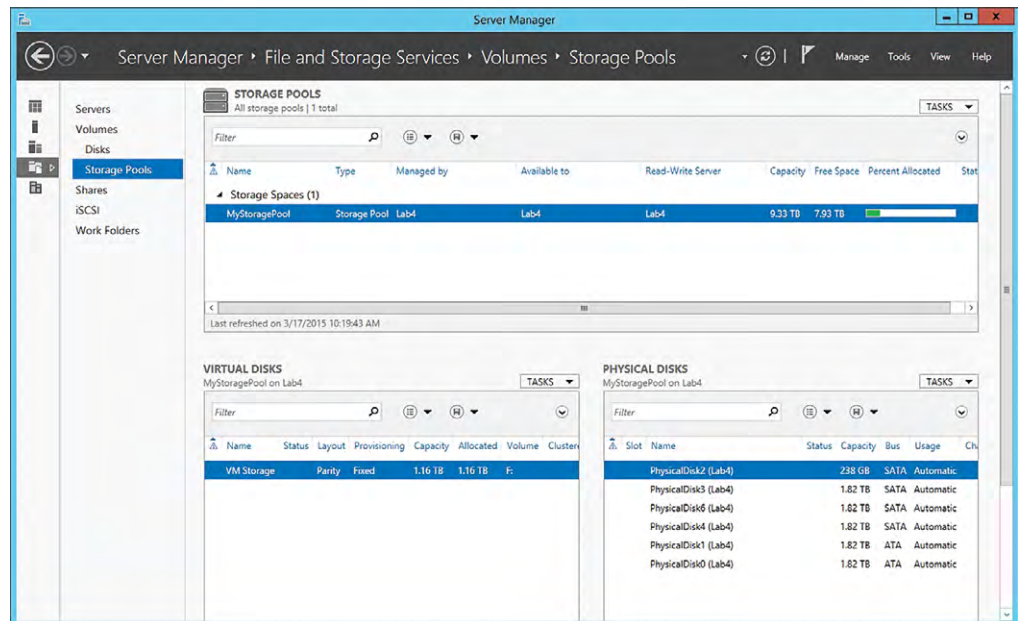 Server Manager
Server Manager ‣ File and Storage Services ‣ Volumes ‣ Storage Pools
Manage Tools View Help
Servers
Volumes
Disks
Storage Pools
Shares
iSCSI
Work Folders
STORAGE POOLS
All storage pools | 1 total
TASKS
Filter
Name Type Managed by Available to Read-Write Server Capacity Free Space Percent Allocated Stat
Storage Spaces (1)
MyStoragePool Storage Pool Lab4 Lab4 Lab4 9.33 TB 7.93 TB
Last refreshed on 3/17/2015 10:19:43 AM
VIRTUAL DISKS
MyStoragePool on Lab4
TASKS
Filter
Name Status Layout Provisioning Capacity Allocated Volume Cluster
VM Storage Parity Fixed 1.16 TB 1.16 TB F:
PHYSICAL DISKS
MyStoragePool on Lab4
TASKS
Filter
Slot Name Status Capacity Bus Usage Ch
PhysicalDisk2 (Lab4) 238 GB SATA Automatic
PhysicalDisk3 (Lab4) 1.82 TB SATA Automatic
PhysicalDisk6 (Lab4) 1.82 TB SATA Automatic
PhysicalDisk4 (Lab4) 1.82 TB SATA Automatic
PhysicalDisk1 (Lab4) 1.82 TB ATA Automatic
PhysicalDisk0 (Lab4) 1.82 TB ATA Automatic